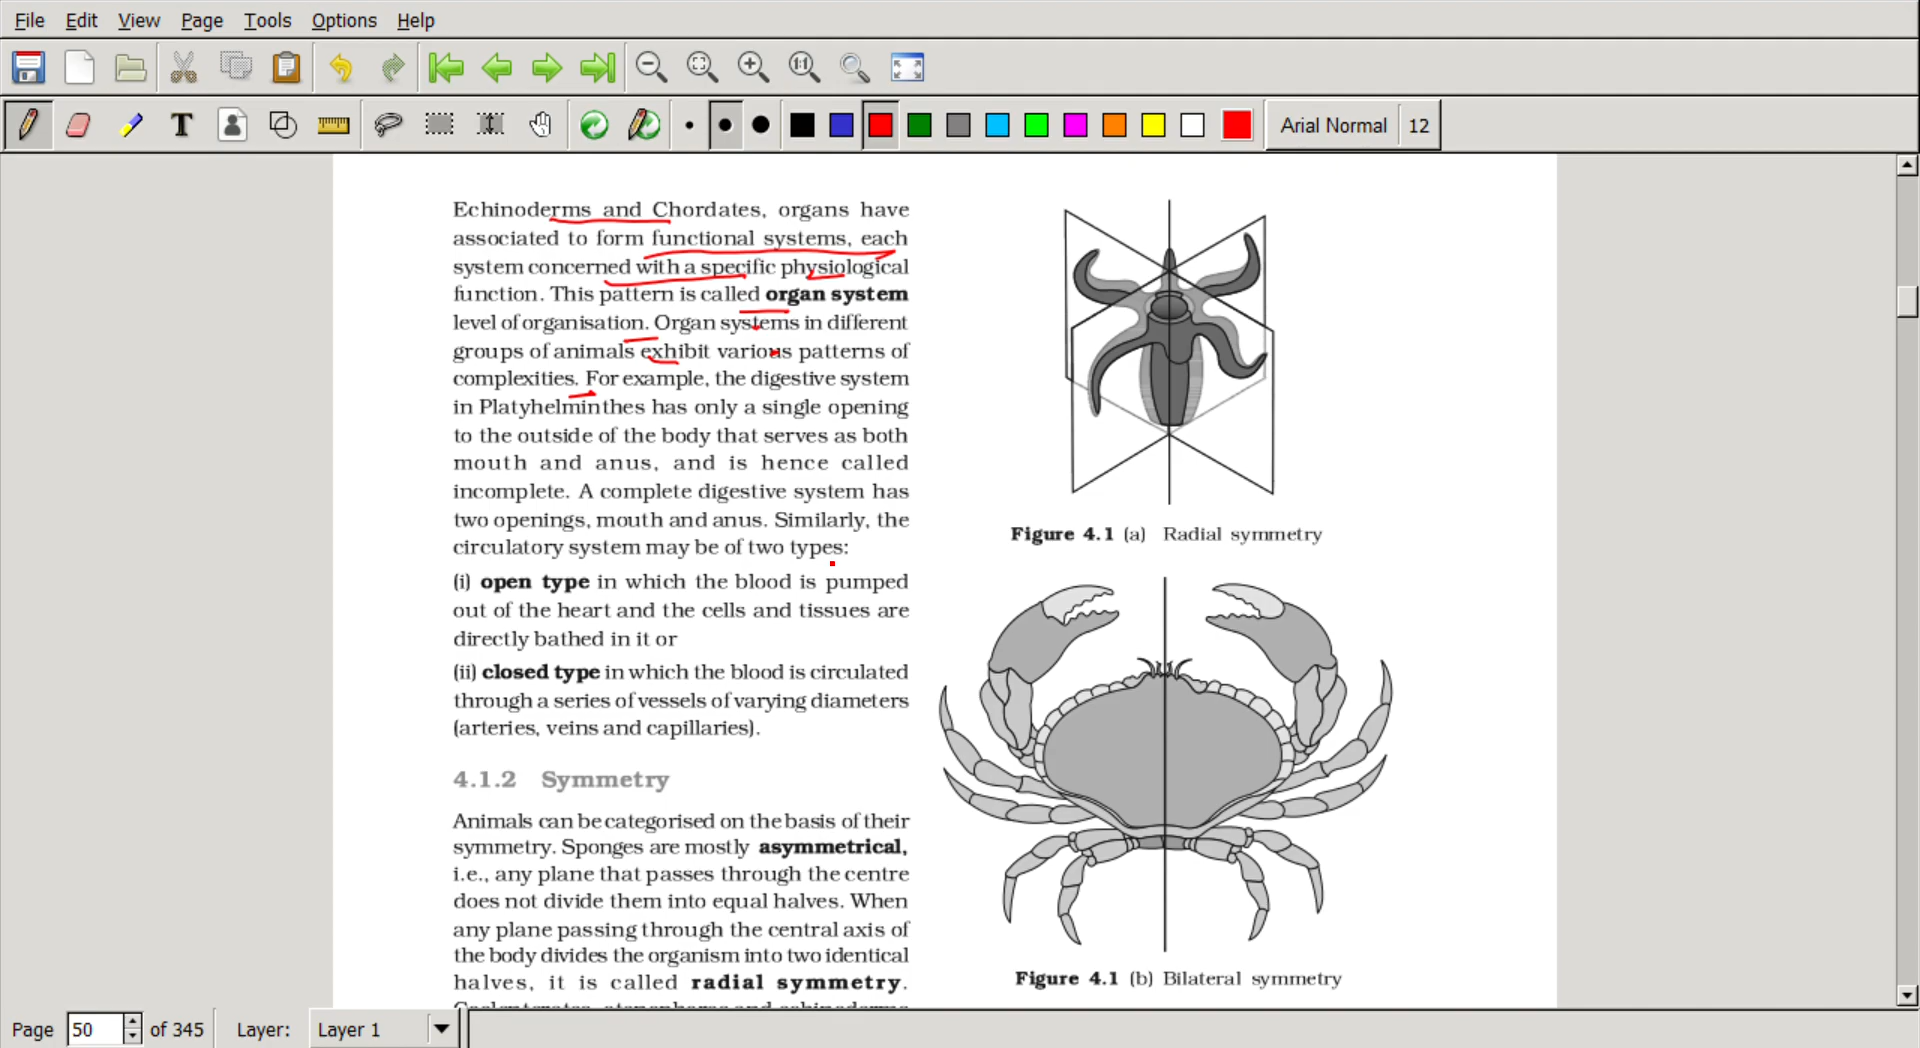 File Edit View Page Tools Options Help
T 1:1 Arial Normal 12
Echinoderms and Chordates, organs have
associated to form functional systems, each
system concerned with a specific physiological
function. This pattern is called organ system
level of organisation. Organ systems in different
groups of animals exhibit various patterns of
complexities. For example, the digestive system
in Platyhelminthes has only a single opening
to the outside of the body that serves as both
mouth and anus, and is hence called
incomplete. A complete digestive system has
two openings, mouth and anus. Similarly, the
circulatory system may be of two types:
(i) open type in which the blood is pumped
out of the heart and the cells and tissues are
directly bathed in it or
(ii) closed type in which the blood is circulated
through a series of vessels of varying diameters
(arteries, veins and capillaries).
4.1.2 Symmetry
Animals can be categorised on the basis of their
symmetry. Sponges are mostly asymmetrical,
i.e., any plane that passes through the centre
does not divide them into equal halves. When
any plane passing through the central axis of
the body divides the organism into two identical
halves, it is called radial symmetry.
Figure 4.1 (a) Radial symmetry
Figure 4.1 (b) Bilateral symmetry
Page 50 of 345 Layer: Layer 1